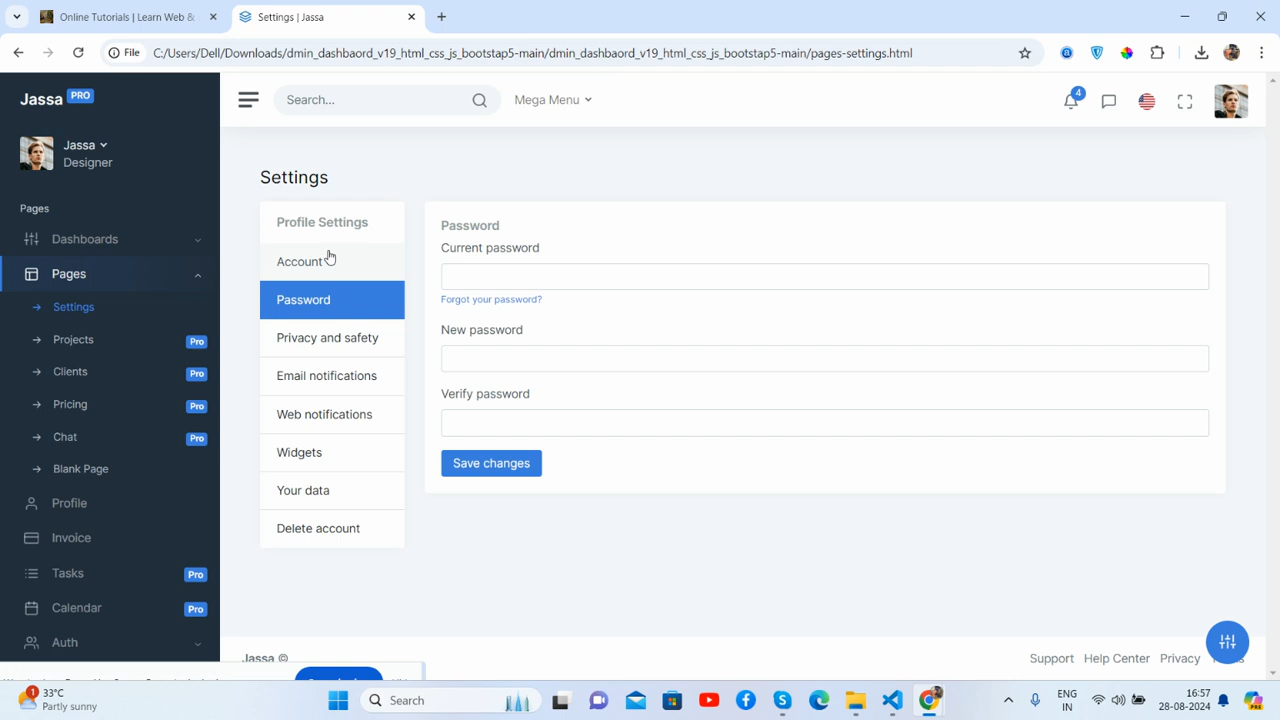 Online Tutorials | Learn Web &
Settings | Jassa
File
C:/Users/Dell/Downloads/dmin_dashbaord_v19_html_css_js_bootstap5-main/dmin_dashbaord_v19_html_css_js_bootstap5-main/pages-settings.html
Jassa PRO
Search...
Mega Menu
4
Jassa
Designer
Pages
Dashboards
Pages
Settings
Projects Pro
Clients Pro
Pricing Pro
Chat Pro
Blank Page
Profile
Invoice
Tasks Pro
Calendar Pro
Auth
Settings
Profile Settings
Account
Password
Privacy and safety
Email notifications
Web notifications
Widgets
Your data
Delete account
Password
Current password
Forgot your password?
New password
Verify password
Save changes
Jassa ©
Support Help Center Privacy
1
33°C
Partly sunny
Search
ENG
IN
16:57
28-08-2024